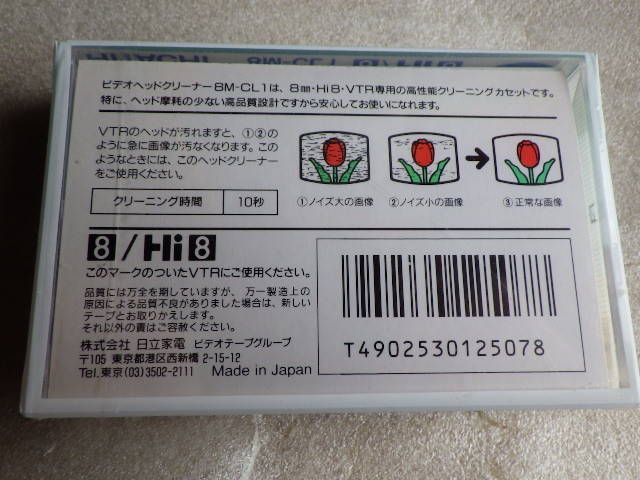 HITACHI 8M-CL1 8/Hi8
ビデオヘッドクリーナー8M-CL1は、8㎜・Hi8・VTR専用の高性能クリーニングカセットです。
特に、ヘッド摩耗の少ない高品質設計ですから安心してお使いになれます。
VTRのヘッドが汚れますと、①②の
ように急に画像が汚なくなります。この
ようなときには、このヘッドクリーナー
をご使用ください。
クリーニング時間 10秒
①ノイズ大の画像 ②ノイズ小の画像 ③正常な画像
8/Hi8
このマークのついたVTRにご使用ください。
品質には万全を期していますが、万一製造上の
原因による品質不良がありました場合は、新しい
テープとお取りかえします。
それ以外の責はご容赦ください。
株式会社 日立家電 ビデオテープグループ
〒105 東京都港区西新橋2-15-12
Tel.東京(03)3502-2111 Made in Japan
T4902530125078